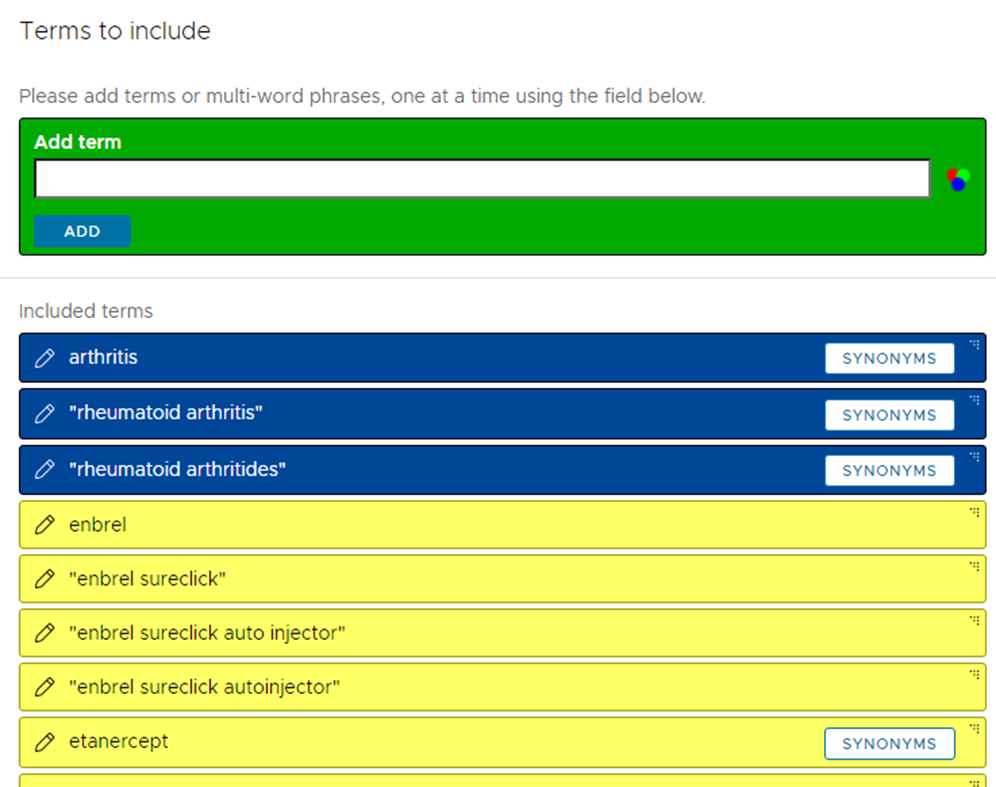 Terms to include
Please add terms or multi-word phrases, one at a time using the field below.
Add term
ADD
Included terms
arthritis
SYNONYMS
"rheumatoid arthritis"
SYNONYMS
"rheumatoid arthritides"
SYNONYMS
enbrel
"enbrel sureclick"
"enbrel sureclick auto injector"
"enbrel sureclick autoinjector"
etanercept
SYNONYMS